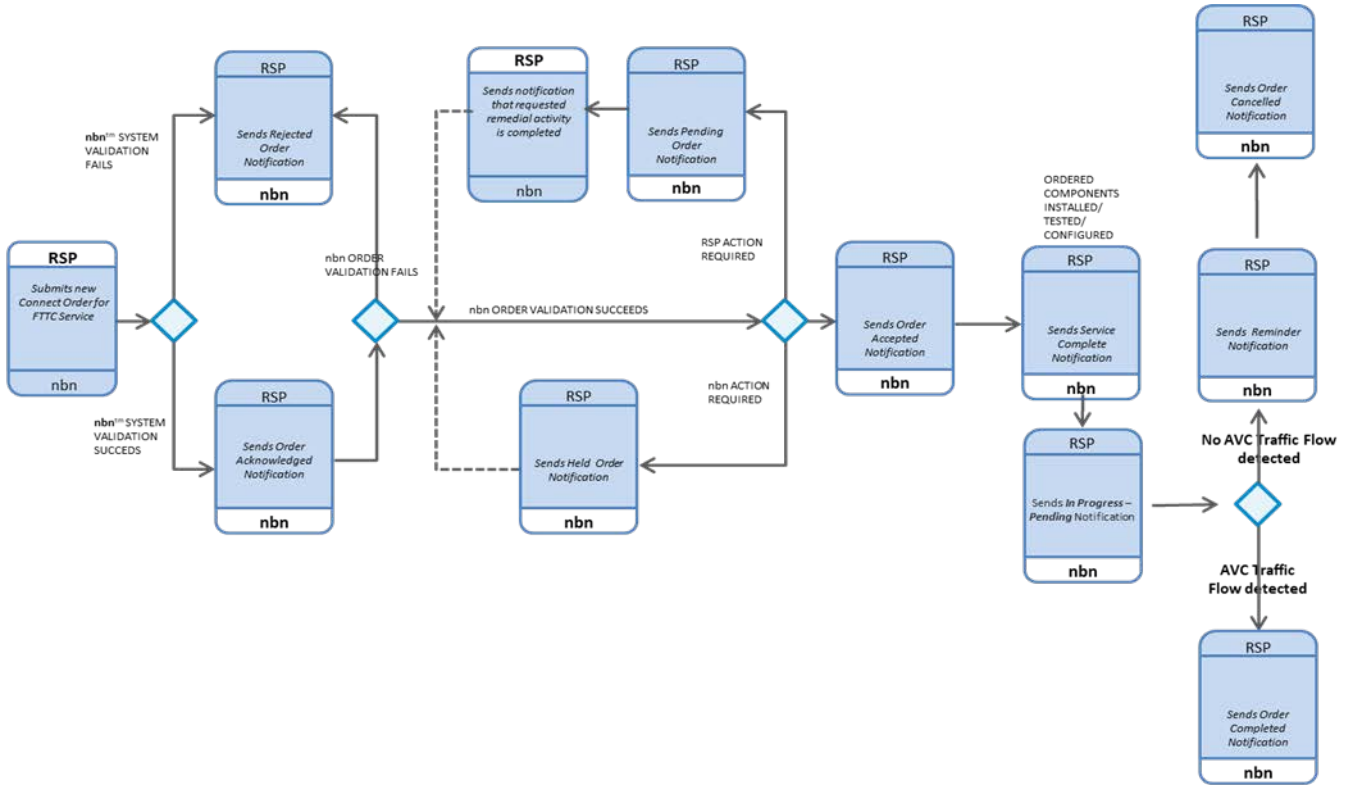 RSP
Submits new
Connect Order for
FTTC Service
nbn
nbn™ SYSTEM
VALIDATION
FAILS
nbn™ SYSTEM
VALIDATION
SUCCEDS
RSP
Sends Rejected
Order
Notification
nbn
RSP
Sends Order
Acknowledged
Notification
nbn
nbn ORDER
VALIDATION FAILS
nbn ORDER VALIDATION SUCCEEDS
RSP
Sends notification
that requested
remedial activity
is completed
nbn
RSP
Sends Pending
Order
Notification
nbn
RSP
Sends Held Order
Notification
nbn
RSP ACTION
REQUIRED
nbn ACTION
REQUIRED
RSP
Sends Order
Accepted
Notification
nbn
ORDERED
COMPONENTS
INSTALLED/
TESTED/
CONFIGURED
RSP
Sends Service
Complete
Notification
nbn
RSP
Sends In Progress –
Pending Notification
nbn
RSP
Sends Order
Cancelled
Notification
nbn
RSP
Sends Reminder
Notification
nbn
No AVC Traffic Flow
detected
AVC Traffic
Flow detected
RSP
Sends Order
Completed
Notification
nbn